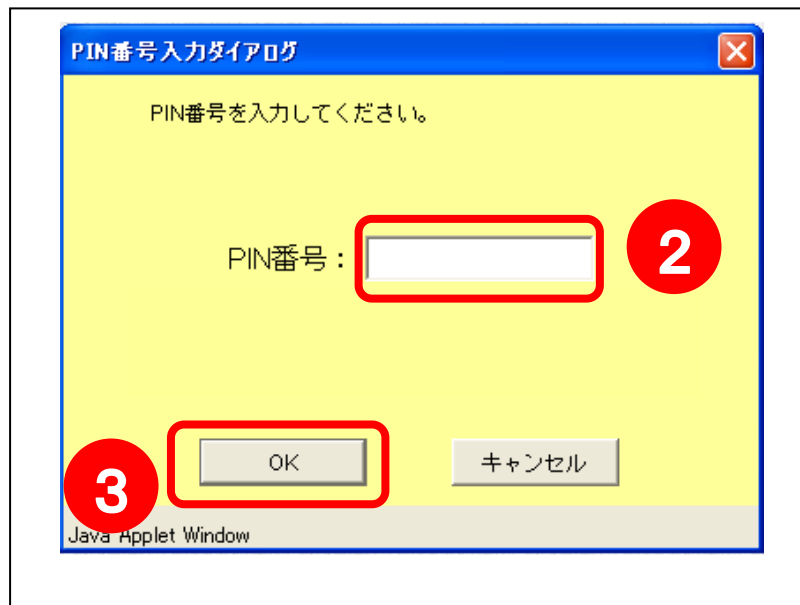 PIN番号入力ダイアログ
PIN番号を入力してください。
PIN番号：
2
OK
キャンセル
3
Java Applet Window